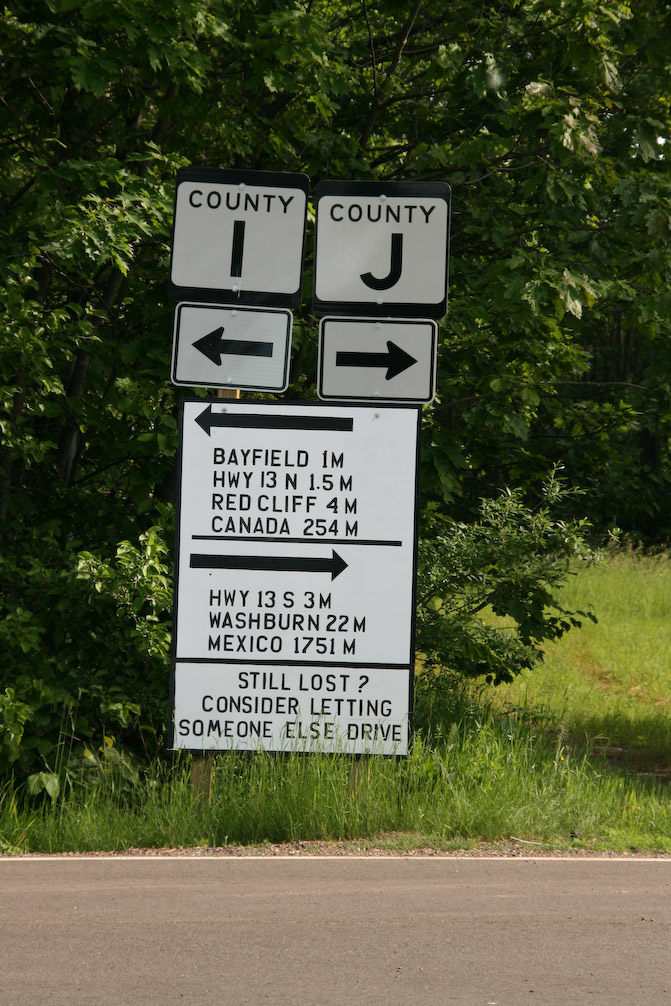 COUNTY
I
COUNTY
J
BAYFIELD 1M
HWY 13 N 1.5 M
RED CLIFF 4 M
CANADA 254 M
HWY 13 S 3M
WASHBURN 22 M
MEXICO 1751 M
STILL LOST?
CONSIDER LETTING
SOMEONE ELSE DRIVE